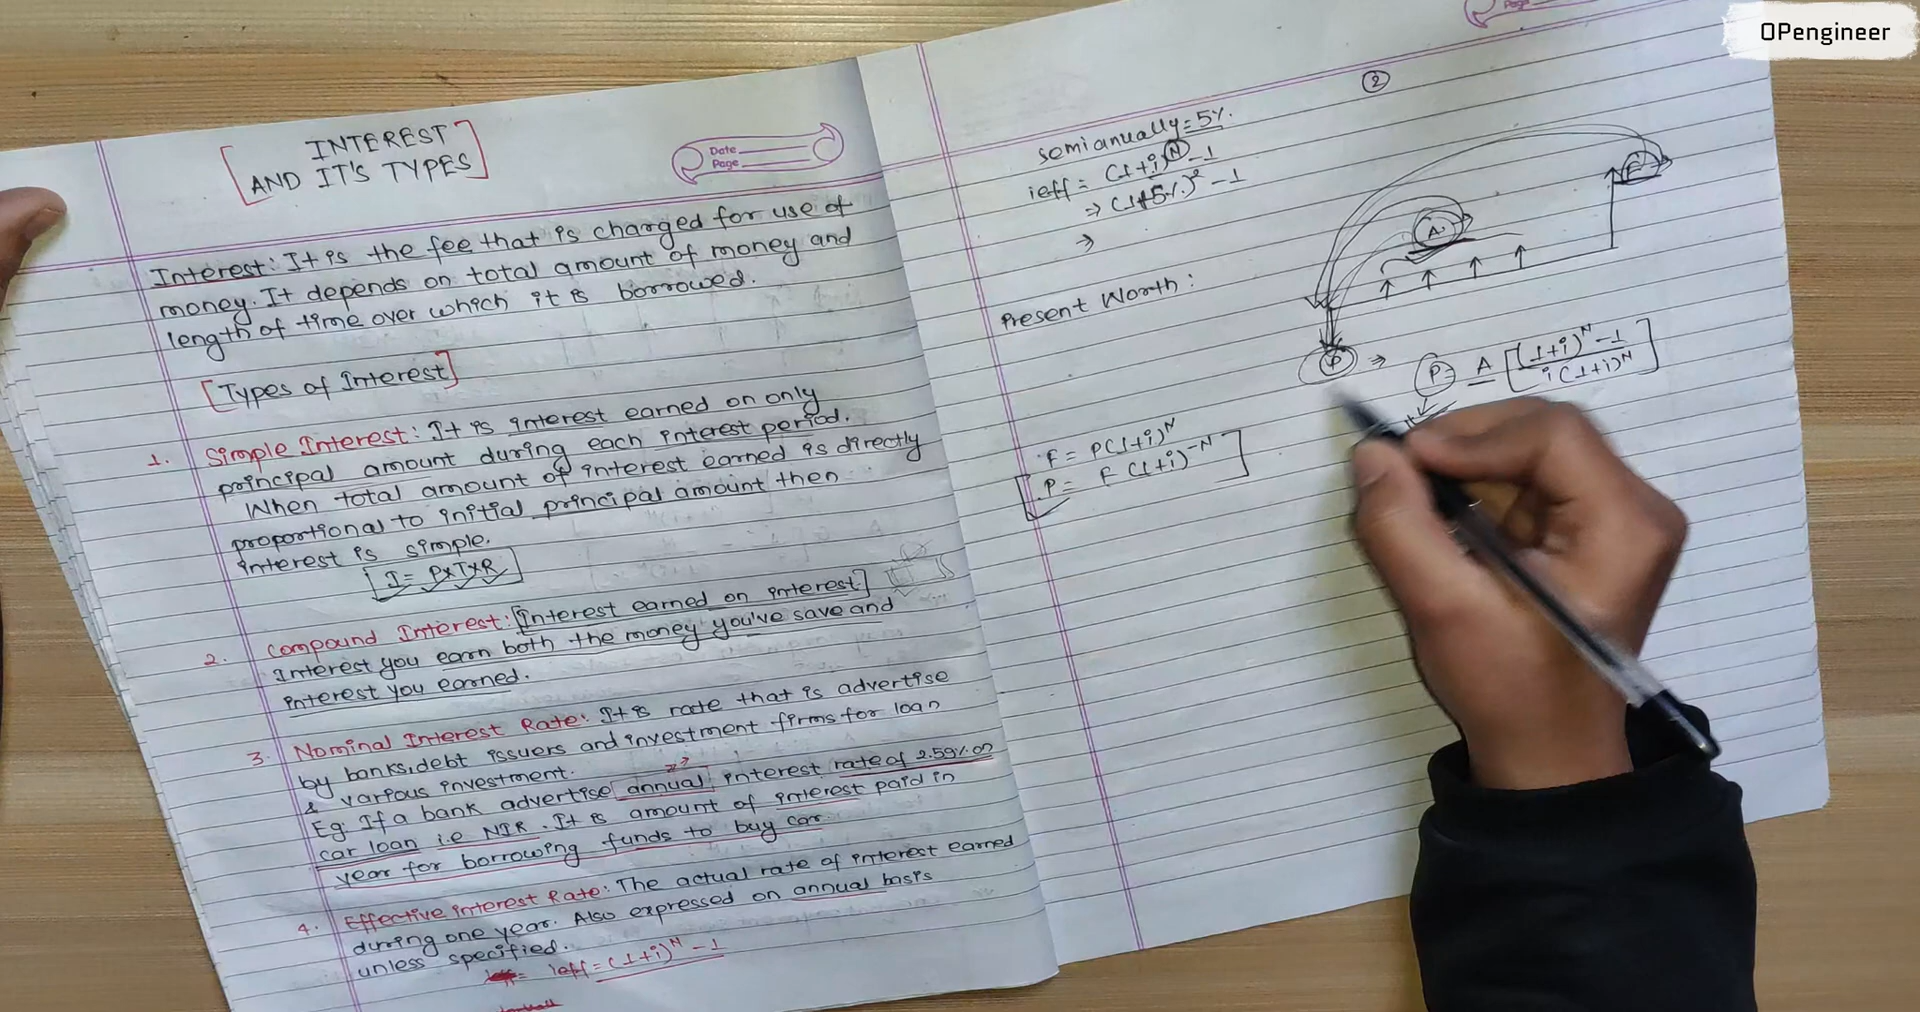 OPengineer
INTEREST
AND IT'S TYPES
Date
Page
Interest: It is the fee that is charged for use of
money. It depends on total amount of money and
length of time over which it is borrowed.
[Types of Interest]
1. Simple Interest: It is interest earned on only
principal amount during each interest period.
When total amount of interest earned is directly
proportional to initial principal amount then
interest is simple.
I = P×T×R
2. Compound Interest: [Interest earned on interest]
Interest you earn both the money you've save and
interest you earned.
3. Nominal Interest Rate: It is rate that is advertise
by banks, debt issuers and investment firms for loan
& various investment.
Eg: If a bank advertise annual interest rate of 2.59% on
car loan i.e NIR. It is amount of interest paid in
year for borrowing funds to buy car.
4. Effective interest Rate: The actual rate of interest earned
during one year. Also expressed on annual basis
unless specified.
ieff = (1+i)^N - 1
Page
2
semianually = 5%.
ieff = (1+i)^N - 1
⇒ (1+5%)^2 - 1
⇒
F
A
Present Worth:
P ⇒ P = A [(1+i)^N - 1 / i(1+i)^N]
F = P(1+i)^N
P = F(1+i)^-N